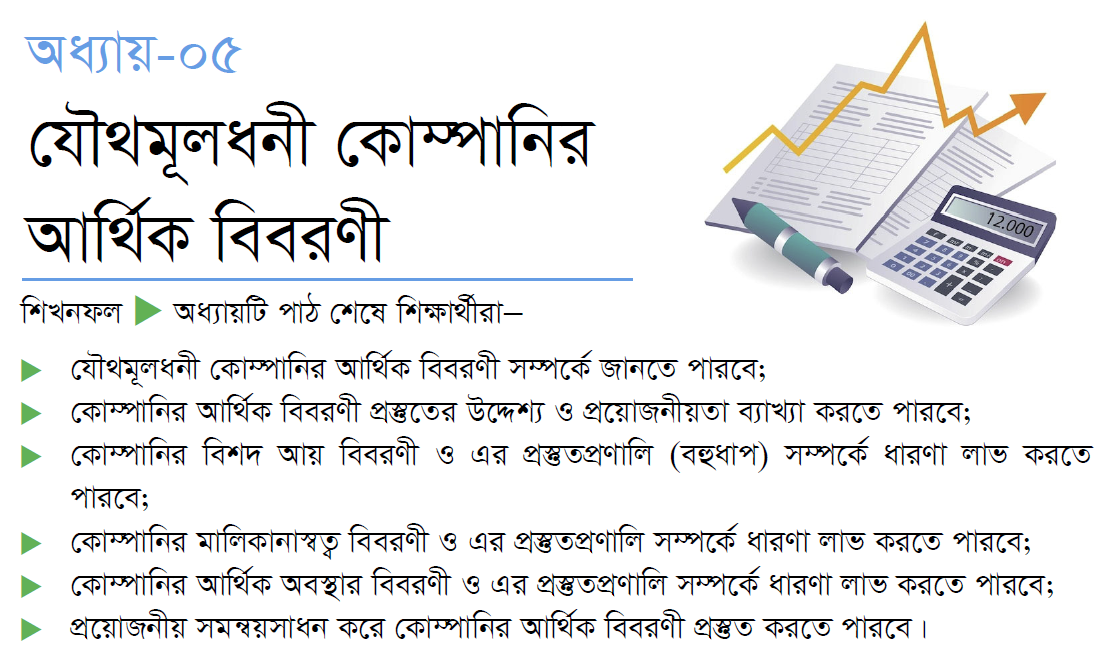 অধ্যায়-০৫
যৌথমূলধনী কোম্পানির
আর্থিক বিবরণী
12.000
শিখনফল ▶ অধ্যায়টি পাঠ শেষে শিক্ষার্থীরা–
▶ যৌথমূলধনী কোম্পানির আর্থিক বিবরণী সম্পর্কে জানতে পারবে;
▶ কোম্পানির আর্থিক বিবরণী প্রস্তুতের উদ্দেশ্য ও প্রয়োজনীয়তা ব্যাখ্যা করতে পারবে;
▶ কোম্পানির বিশদ আয় বিবরণী ও এর প্রস্তুতপ্রণালি (বহুধাপ) সম্পর্কে ধারণা লাভ করতে
পারবে;
▶ কোম্পানির মালিকানাস্বত্ব বিবরণী ও এর প্রস্তুতপ্রণালি সম্পর্কে ধারণা লাভ করতে পারবে;
▶ কোম্পানির আর্থিক অবস্থার বিবরণী ও এর প্রস্তুতপ্রণালি সম্পর্কে ধারণা লাভ করতে পারবে;
▶ প্রয়োজনীয় সমন্বয়সাধন করে কোম্পানির আর্থিক বিবরণী প্রস্তুত করতে পারবে।